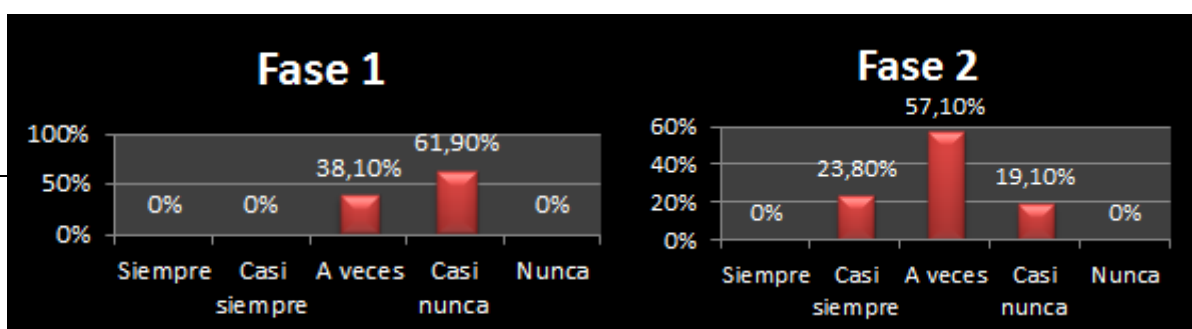 Fase 1
100%
50%
0%
0%
0%
38,10%
61,90%
0%
Siempre
Casi siempre
A veces
Casi nunca
Nunca
Fase 2
60%
40%
20%
0%
0%
23,80%
57,10%
19,10%
0%
Siempre
Casi siempre
A veces
Casi nunca
Nunca